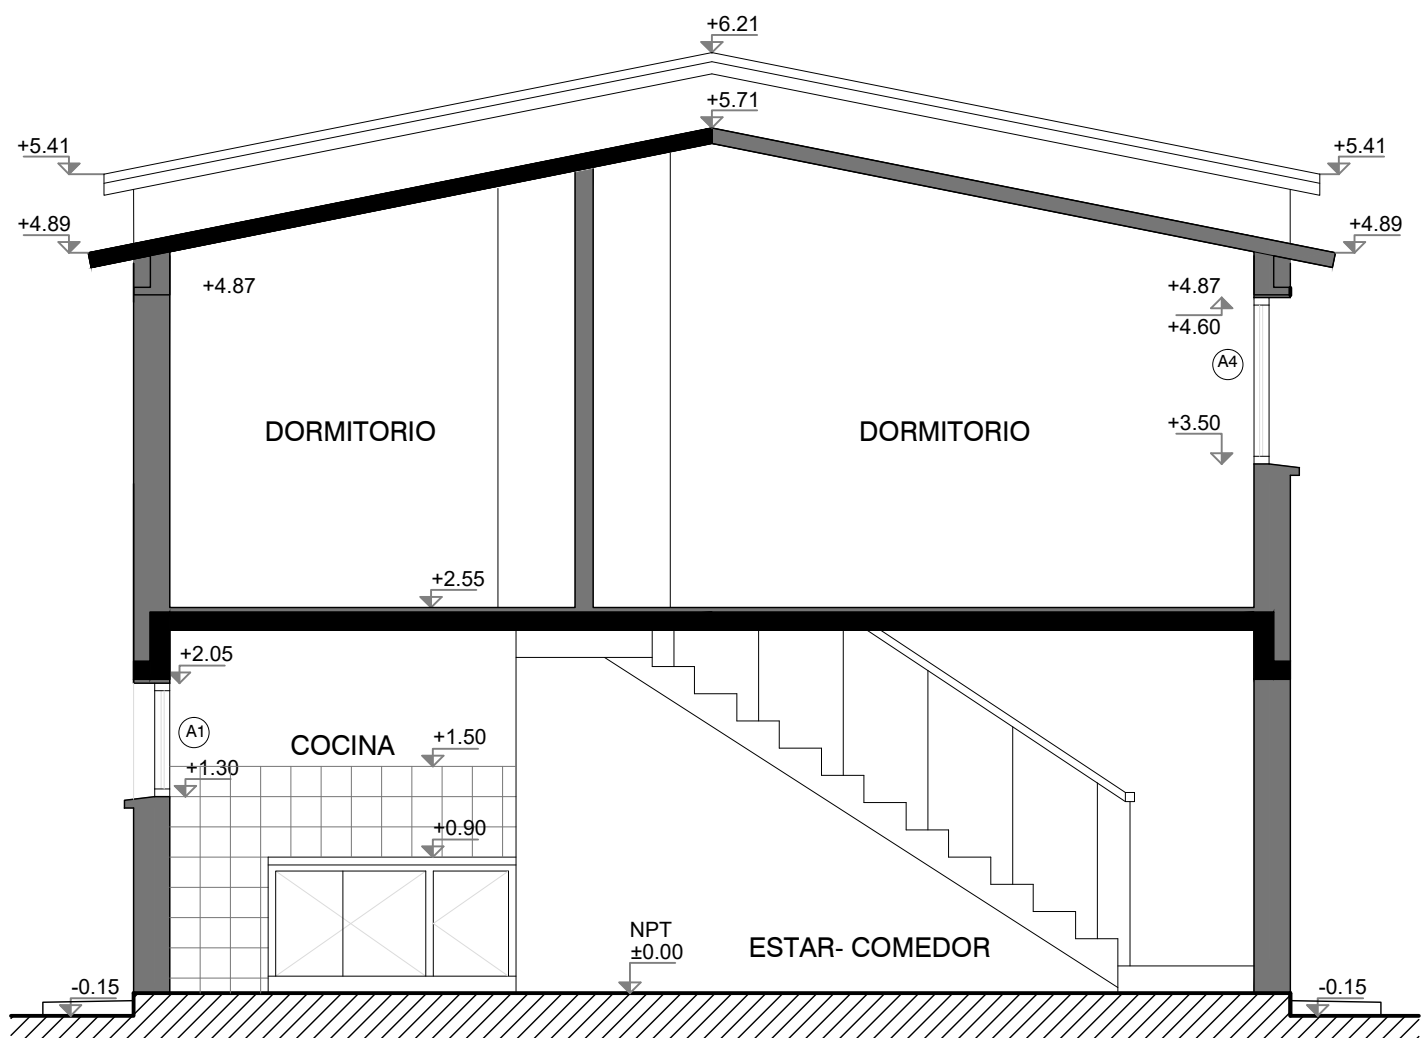 +6.21
+5.71
+5.41
+5.41
+4.89
+4.89
+4.87
+4.87
+4.60
A4
DORMITORIO
DORMITORIO
+3.50
+2.55
+2.05
A1
COCINA
+1.50
+1.30
+0.90
NPT
±0.00
ESTAR- COMEDOR
-0.15
-0.15